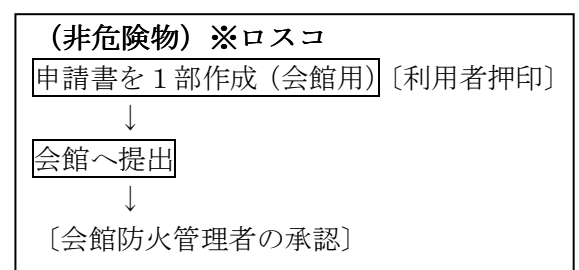 （非危険物）※ロスコ
申請書を１部作成（会館用）〔利用者押印〕
↓
会館へ提出
↓
〔会館防火管理者の承認〕